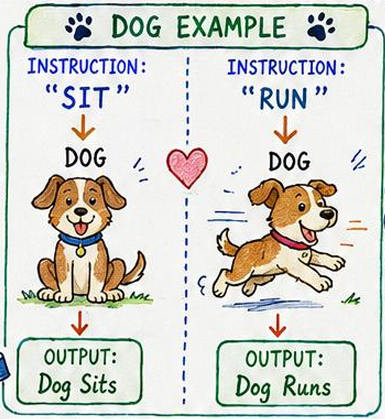 DOG EXAMPLE
INSTRUCTION:
"SIT"
DOG
OUTPUT:
Dog Sits
INSTRUCTION:
"RUN"
DOG
OUTPUT:
Dog Runs